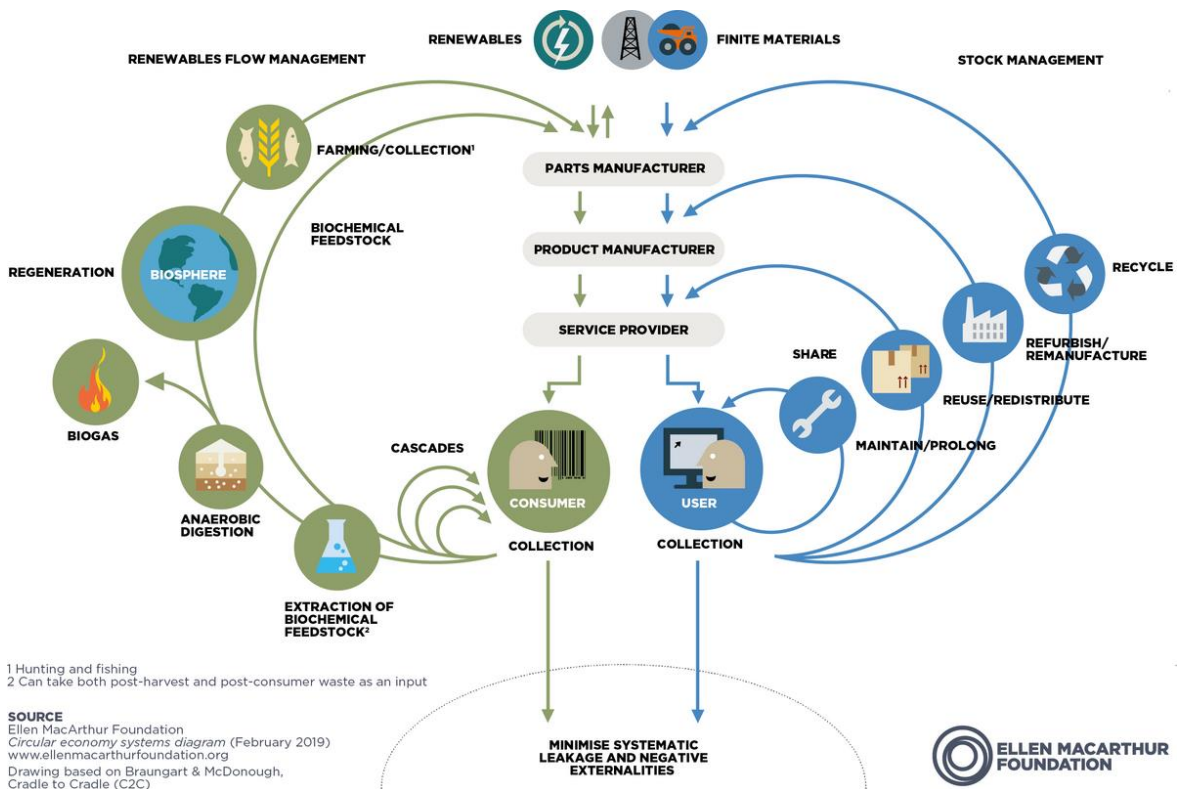 RENEWABLES
FINITE MATERIALS
RENEWABLES FLOW MANAGEMENT
STOCK MANAGEMENT
FARMING/COLLECTION¹
PARTS MANUFACTURER
BIOCHEMICAL
FEEDSTOCK
PRODUCT MANUFACTURER
REGENERATION
BIOSPHERE
RECYCLE
SERVICE PROVIDER
SHARE
REFURBISH/
REMANUFACTURE
REUSE/REDISTRIBUTE
BIOGAS
CASCADES
MAINTAIN/PROLONG
CONSUMER
USER
ANAEROBIC
DIGESTION
COLLECTION
COLLECTION
EXTRACTION OF
BIOCHEMICAL
FEEDSTOCK²
1 Hunting and fishing
2 Can take both post-harvest and post-consumer waste as an input
SOURCE
Ellen MacArthur Foundation
Circular economy systems diagram (February 2019)
www.ellenmacarthurfoundation.org
Drawing based on Braungart & McDonough,
Cradle to Cradle (C2C)
MINIMISE SYSTEMATIC
LEAKAGE AND NEGATIVE
EXTERNALITIES
ELLEN MACARTHUR
FOUNDATION